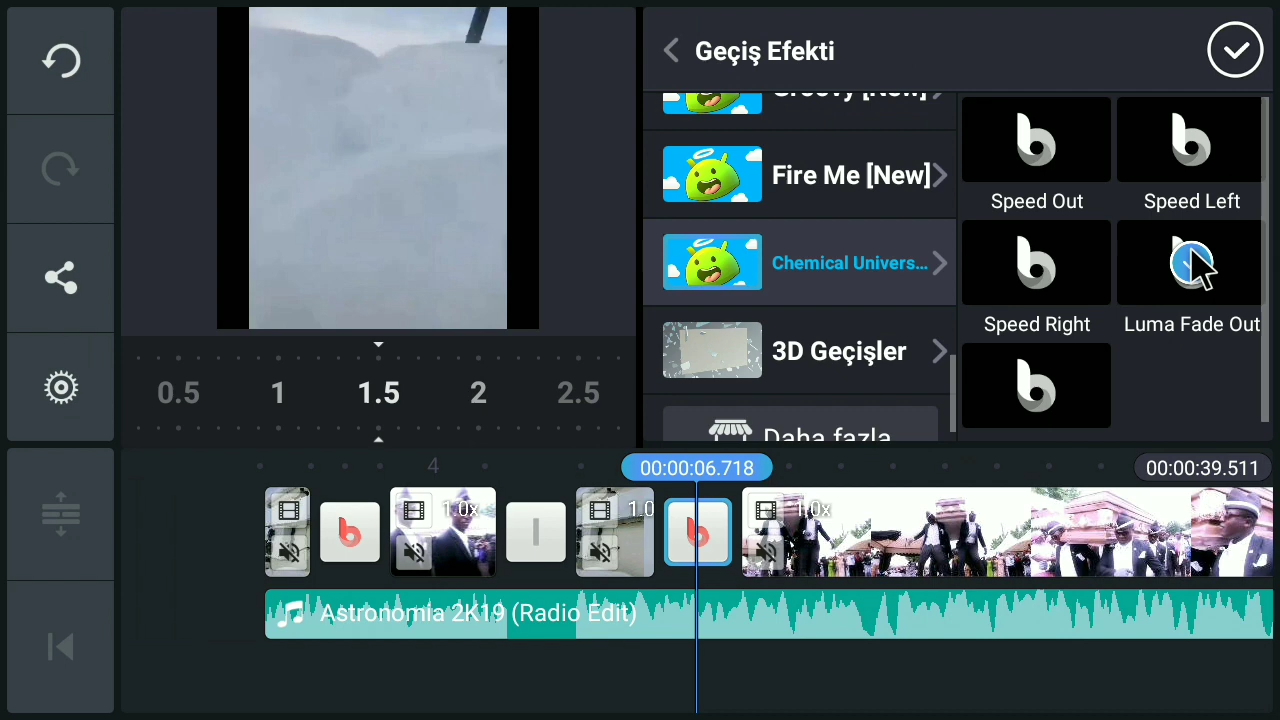 Geçiş Efekti
Groovy [New]
Fire Me [New]
Chemical Univers...
3D Geçişler
Daha fazla
Speed Out
Speed Left
Speed Right
Luma Fade Out
0.5
1
1.5
2
2.5
4
00:00:06.718
00:00:39.511
1.0x
1.0
1.0x
Astronomia 2K19 (Radio Edit)